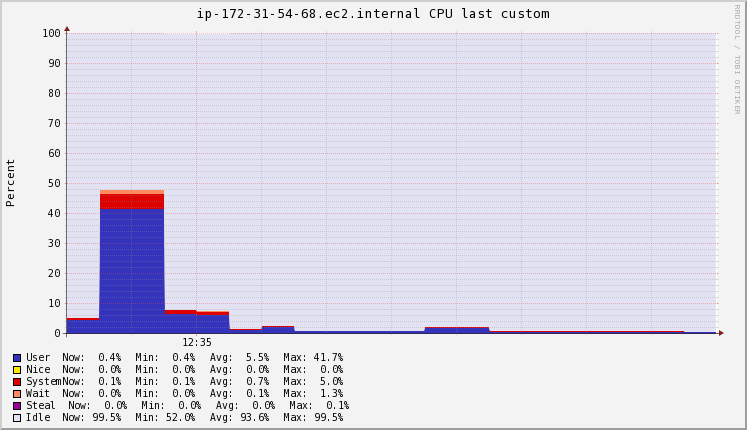 ip-172-31-54-68.ec2.internal CPU last custom
RRDTOOL / TOBI OETIKER
Percent
100
90
80
70
60
50
40
30
20
10
0
12:35
User Now: 0.4% Min: 0.4% Avg: 5.5% Max: 41.7%
Nice Now: 0.0% Min: 0.0% Avg: 0.0% Max: 0.0%
System Now: 0.1% Min: 0.1% Avg: 0.7% Max: 5.0%
Wait Now: 0.0% Min: 0.0% Avg: 0.1% Max: 1.3%
Steal Now: 0.0% Min: 0.0% Avg: 0.0% Max: 0.1%
Idle Now: 99.5% Min: 52.0% Avg: 93.6% Max: 99.5%